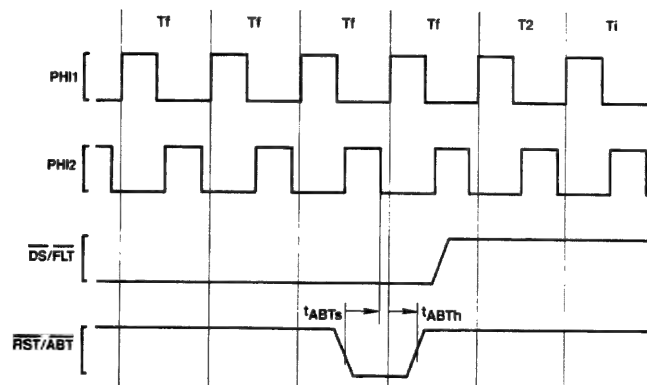 Tf Tf Tf Tf T2 Ti
PHI1
PHI2
DS/FLT
tABTs tABTh
RST/ABT